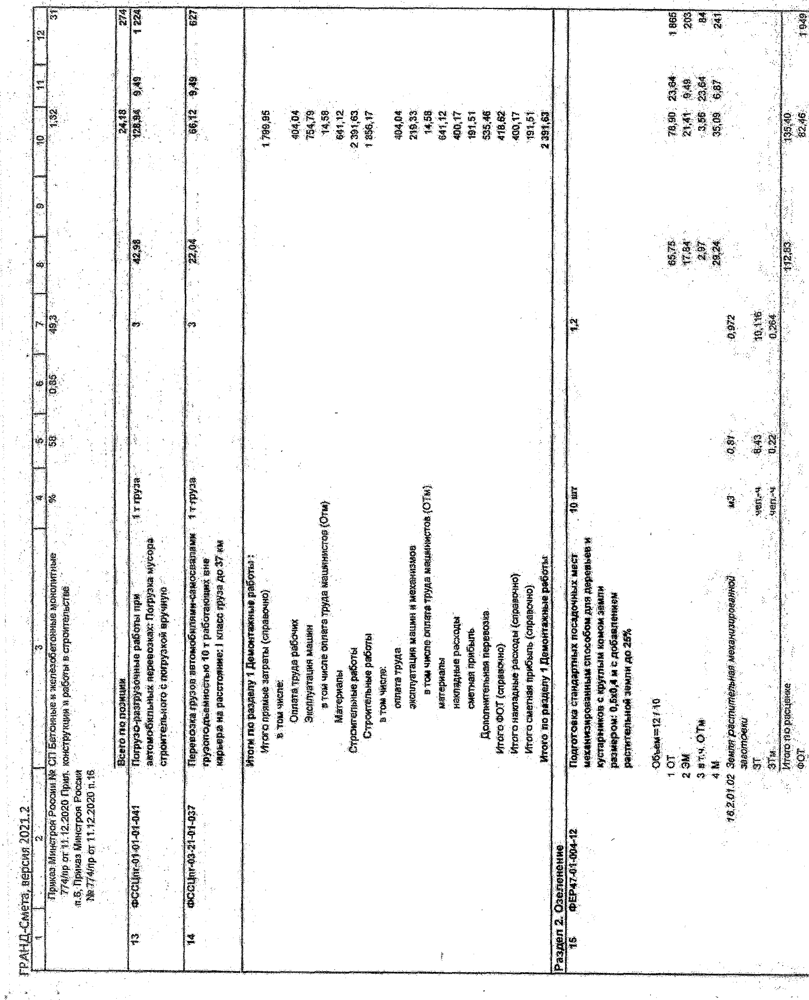 ГРАНД-Смета, версия 2021.2
1 2 3 4 5 6 7 8 9 10 11 12
Приказ Минстроя России № СП Бетонные и железобетонные монолитные % 58 0,85 49,3 1,32 31
774/пр от 11.12.2020 Прил. конструкции и работы в строительстве
п.6, Приказ Минстроя России
№ 774/пр от 11.12.2020 п.16
Всего по позиции 24,18 274
13 ФССЦпг-01-01-01-041 Погрузо-разгрузочные работы при 1 т груза 3 42,98 128,94 9,49 1 224
автомобильных перевозках: Погрузка мусора
строительного с погрузкой вручную
14 ФССЦпг-03-21-01-037 Перевозка грузов автомобилями-самосвалами 1 т груза 3 22,04 66,12 9,49 627
грузоподъемностью 10 т работающих вне
карьера на расстояние: I класс груза до 37 км
Итоги по разделу 1 Демонтажные работы :
Итого прямые затраты (справочно) 1 799,95
в том числе:
Оплата труда рабочих 404,04
Эксплуатация машин 754,79
в том числе оплата труда машинистов (Отм) 14,58
Материалы 641,12
Строительные работы 2 391,63
Строительные работы 1 856,17
в том числе:
оплата труда 404,04
эксплуатация машин и механизмов 219,33
в том числе оплата труда машинистов (ОТм) 14,58
материалы 641,12
накладные расходы 400,17
сметная прибыль 191,51
Дополнительная перевозка 535,46
Итого ФОТ (справочно) 418,62
Итого накладные расходы (справочно) 400,17
Итого сметная прибыль (справочно) 191,51
Итого по разделу 1 Демонтажные работы 2 391,63
Раздел 2. Озеленение
15 ФЕР47-01-004-12 Подготовка стандартных посадочных мест 10 шт 1,2
механизированным способом для деревьев и
кустарников с круглым комом земли
размером: 0,5х0,4 м с добавлением
растительной земли до 25%
Объем=12 / 10
1 ОТ 65,75 78,90 23,64 1 865
2 ЭМ 17,84 21,41 9,49 203
3 в т.ч. ОТм 2,97 3,56 23,64 84
4 М 29,24 35,09 6,87 241
16.2.01.02 Земля растительная механизированной м3 0,81 0,972
заготовки
ЗТ чел.-ч 8,43 10,116
ЗТм чел.-ч 0,22 0,264
Итого по расценке 112,83 135,40
ФОТ 82,46 1 949